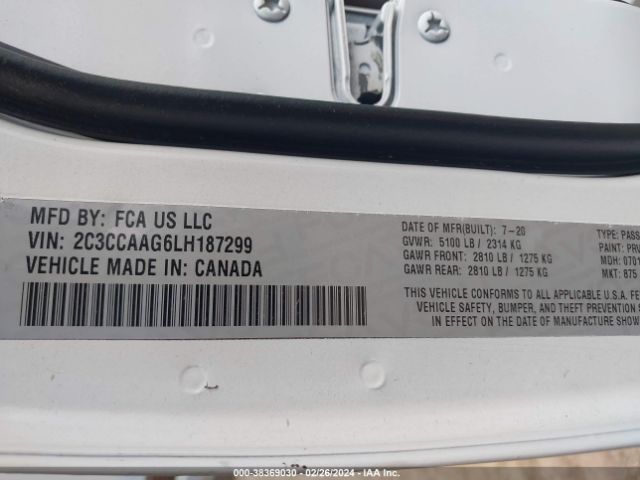 MFD BY: FCA US LLC
VIN: 2C3CCAAG6LH187299
VEHICLE MADE IN: CANADA
DATE OF MFR(BUILT): 7-20
GVWR: 5100 LB / 2314 KG
GAWR FRONT: 2810 LB / 1275 KG
GAWR REAR: 2810 LB / 1275 KG
TYPE: PASS
PAINT: PRV
MDH: 0701
MKT: 875
THIS VEHICLE CONFORMS TO ALL APPLICABLE U.S.A. FE
VEHICLE SAFETY, BUMPER, AND THEFT PREVENTION S
IN EFFECT ON THE DATE OF MANUFACTURE SHOW
000-38369030 - 02/26/2024 - IAA Inc.